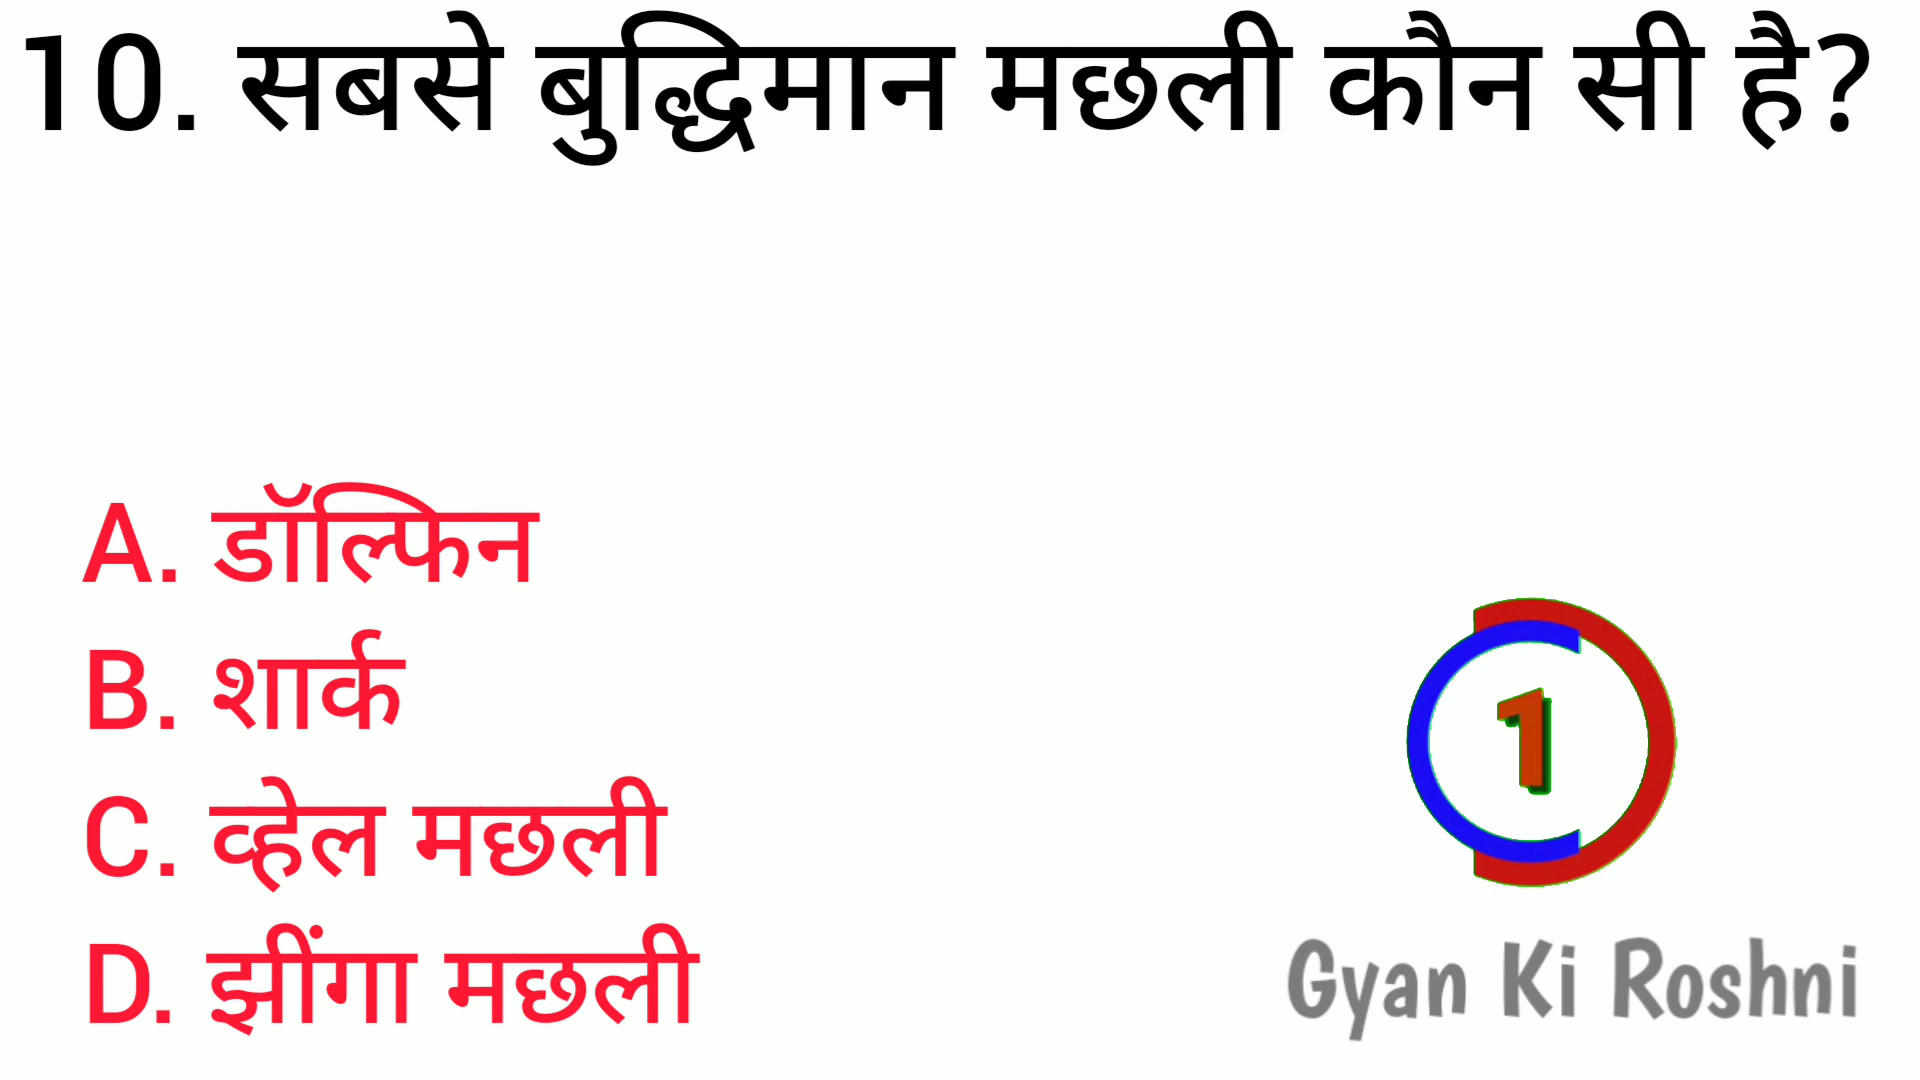 10. सबसे बुद्धिमान मछली कौन सी है?
A. डॉल्फिन
B. शार्क
C. व्हेल मछली
D. झींगा मछली
1
Gyan Ki Roshni